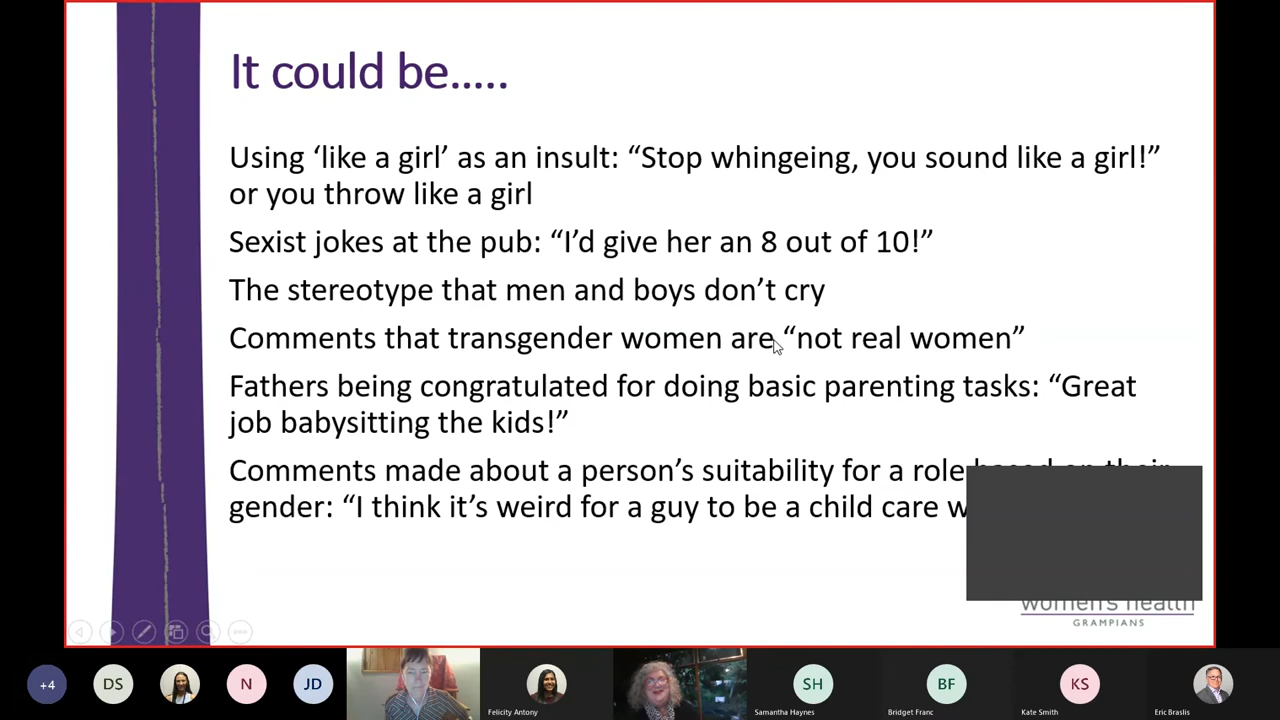 It could be…..
Using ‘like a girl’ as an insult: “Stop whingeing, you sound like a girl!”
or you throw like a girl
Sexist jokes at the pub: “I’d give her an 8 out of 10!”
The stereotype that men and boys don’t cry
Comments that transgender women are “not real women”
Fathers being congratulated for doing basic parenting tasks: “Great
job babysitting the kids!”
Comments made about a person’s suitability for a role based on their
gender: “I think it’s weird for a guy to be a child care w
women's health
GRAMPIANS
+4
DS
N
JD
Felicity Antony
SH
Samantha Haynes
BF
Bridget Franc
KS
Kate Smith
Eric Braslis